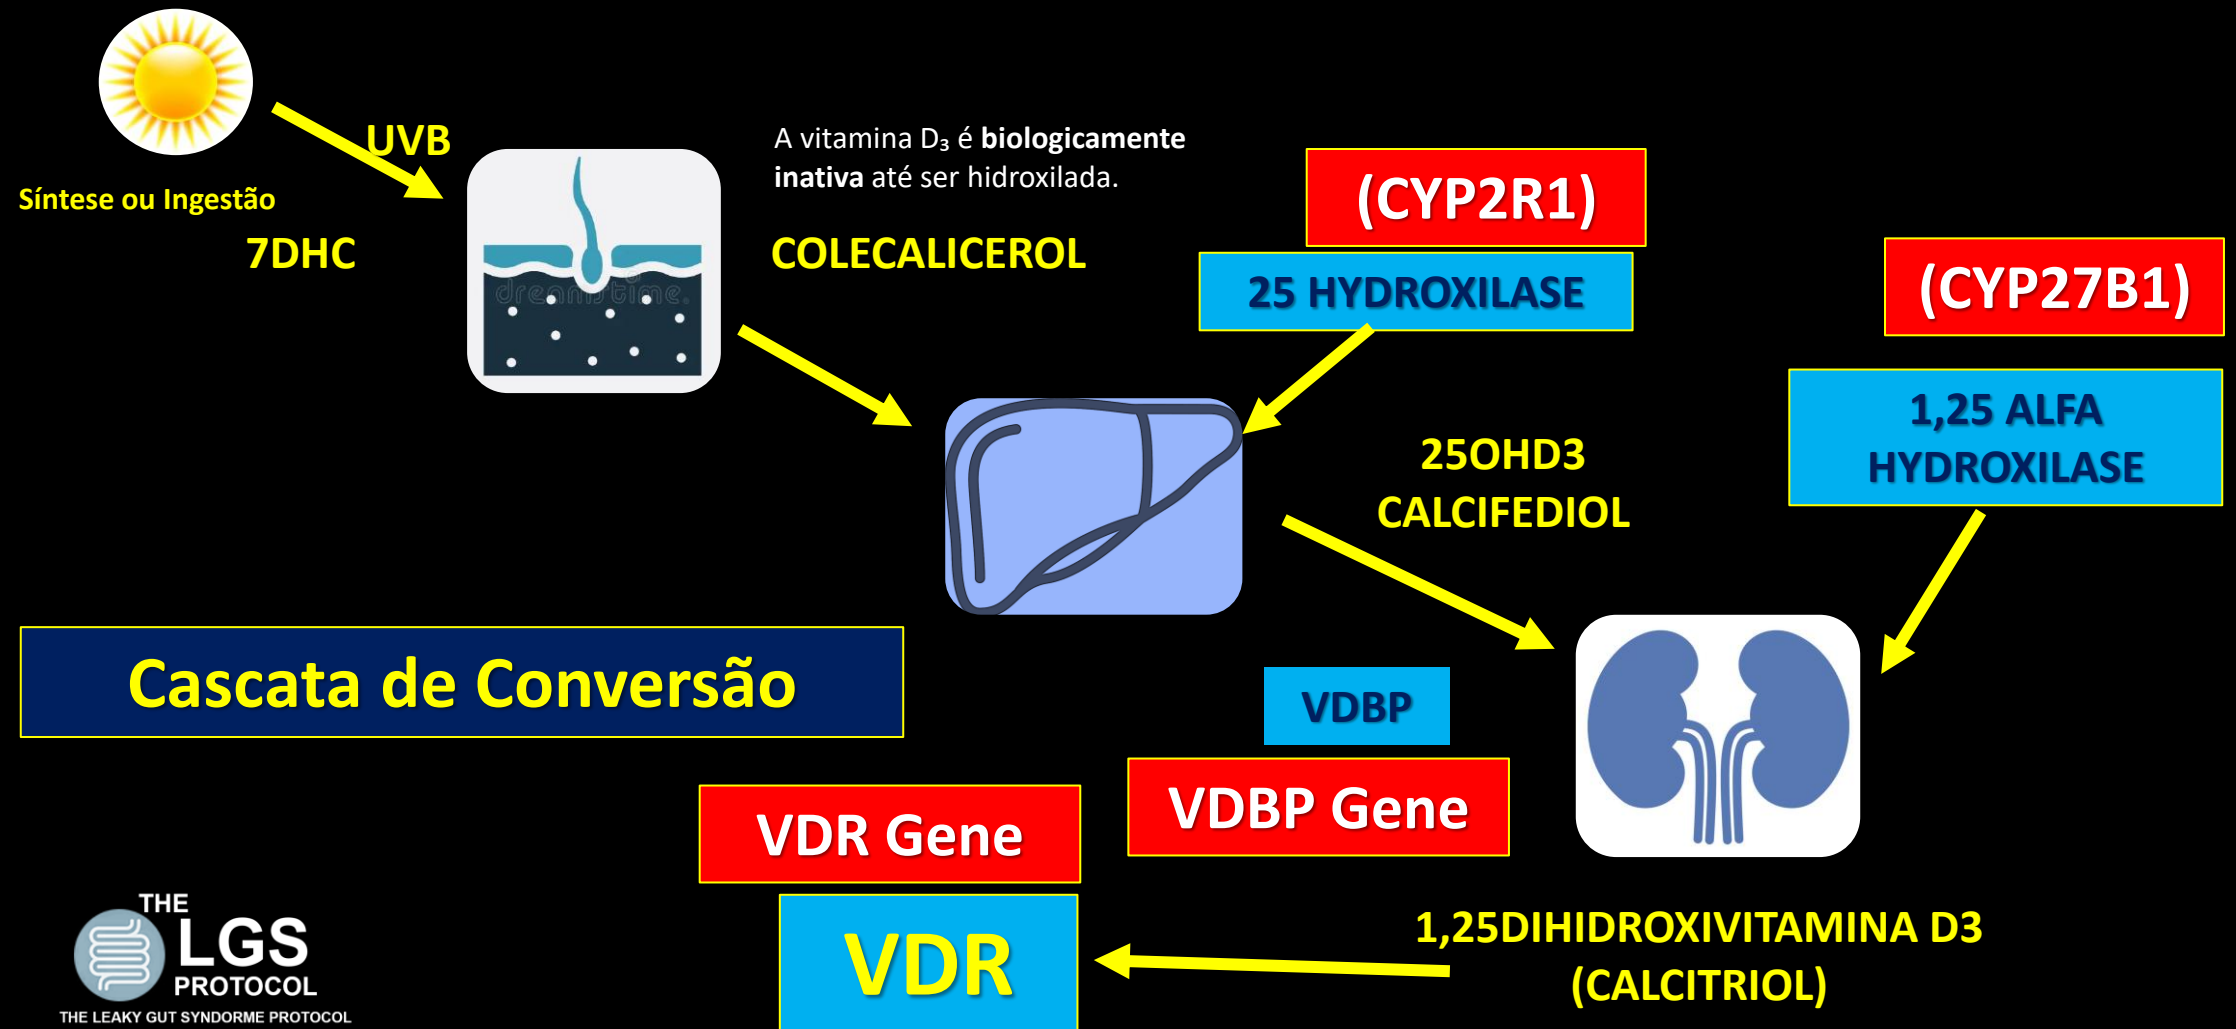 UVB
Síntese ou Ingestão
7DHC
A vitamina D₃ é biologicamente
inativa até ser hidroxilada.
COLECALICEROL
dreamstime.
(CYP2R1)
25 HYDROXILASE
(CYP27B1)
1,25 ALFA
HYDROXILASE
25OHD3
CALCIFEDIOL
Cascata de Conversão
VDBP
VDBP Gene
VDR Gene
VDR
1,25DIHIDROXIVITAMINA D3
(CALCITRIOL)
THE
LGS
PROTOCOL
THE LEAKY GUT SYNDORME PROTOCOL